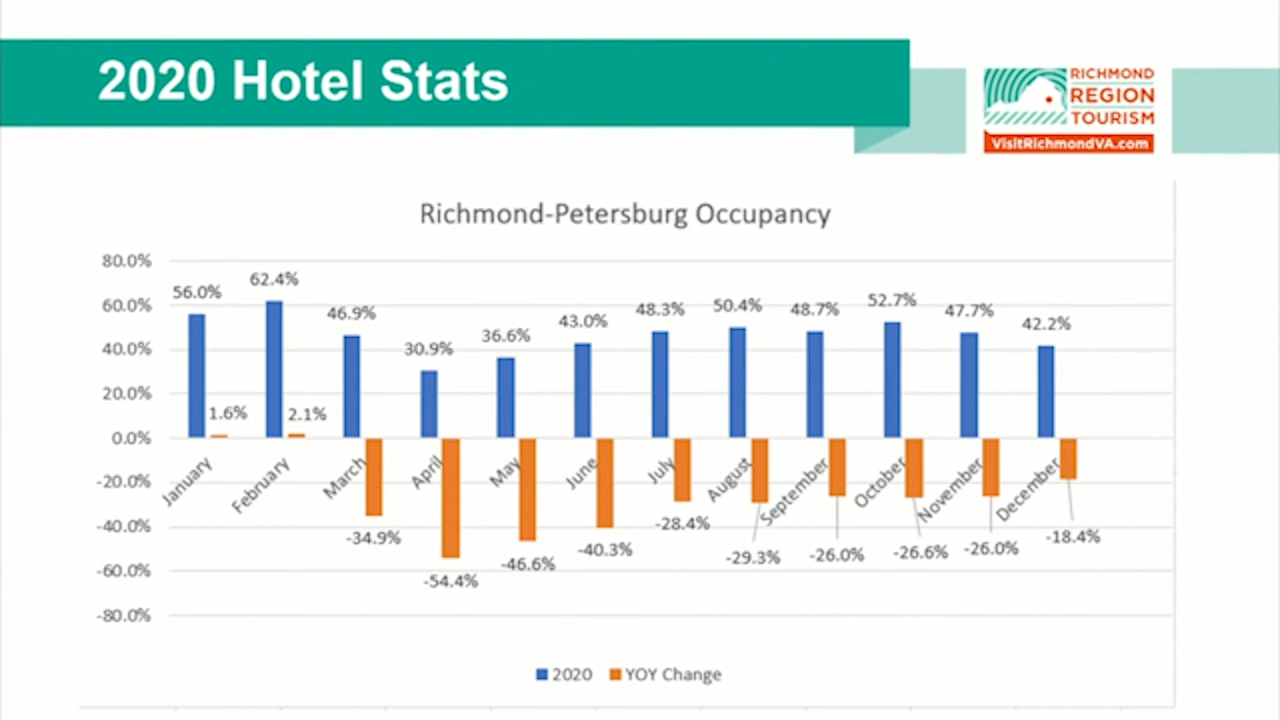 2020 Hotel Stats
RICHMOND
REGION
TOURISM
VisitRichmondVA.com
Richmond-Petersburg Occupancy
80.0%
60.0%
40.0%
20.0%
0.0%
-20.0%
-40.0%
-60.0%
-80.0%
56.0%
62.4%
46.9%
30.9%
36.6%
43.0%
48.3%
50.4%
48.7%
52.7%
47.7%
42.2%
1.6%
2.1%
January
February
March
April
May
June
July
August
September
October
November
December
-34.9%
-54.4%
-46.6%
-40.3%
-28.4%
-29.3%
-26.0%
-26.6%
-26.0%
-18.4%
2020
YOY Change